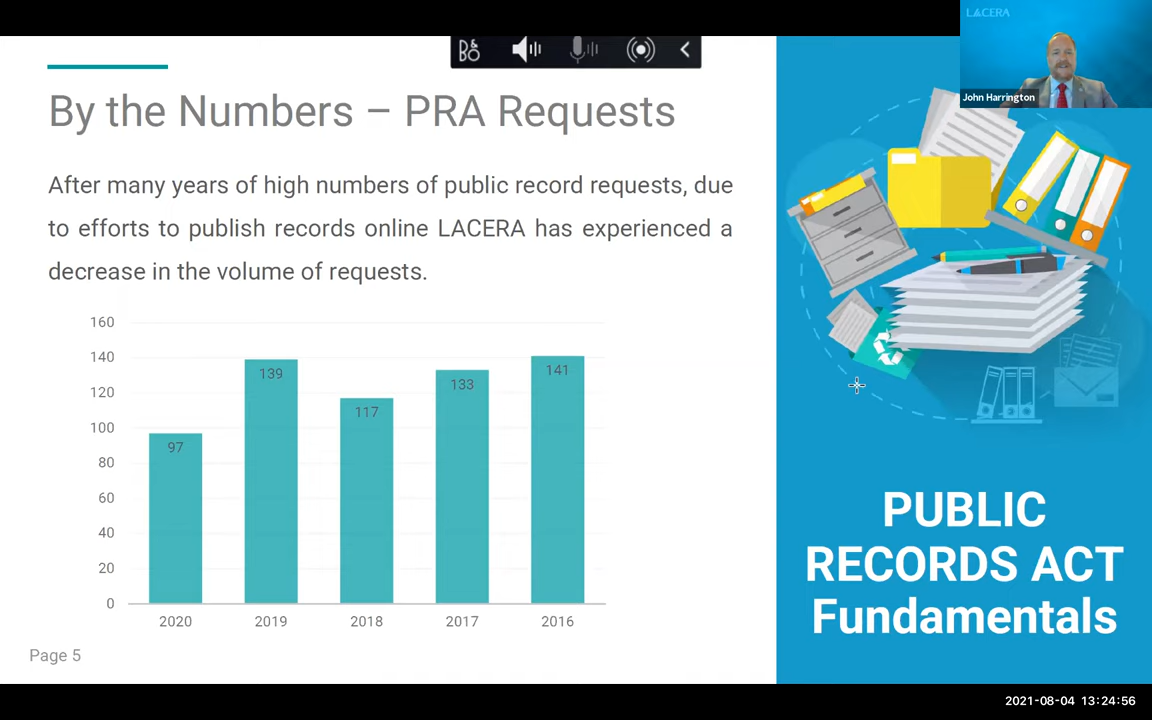 LACERA
John Harrington
By the Numbers – PRA Requests
After many years of high numbers of public record requests, due
to efforts to publish records online LACERA has experienced a
decrease in the volume of requests.
160
140
120
100
80
60
40
20
0
97
139
117
133
141
2020 2019 2018 2017 2016
Page 5
PUBLIC
RECORDS ACT
Fundamentals
2021-08-04 13:24:56